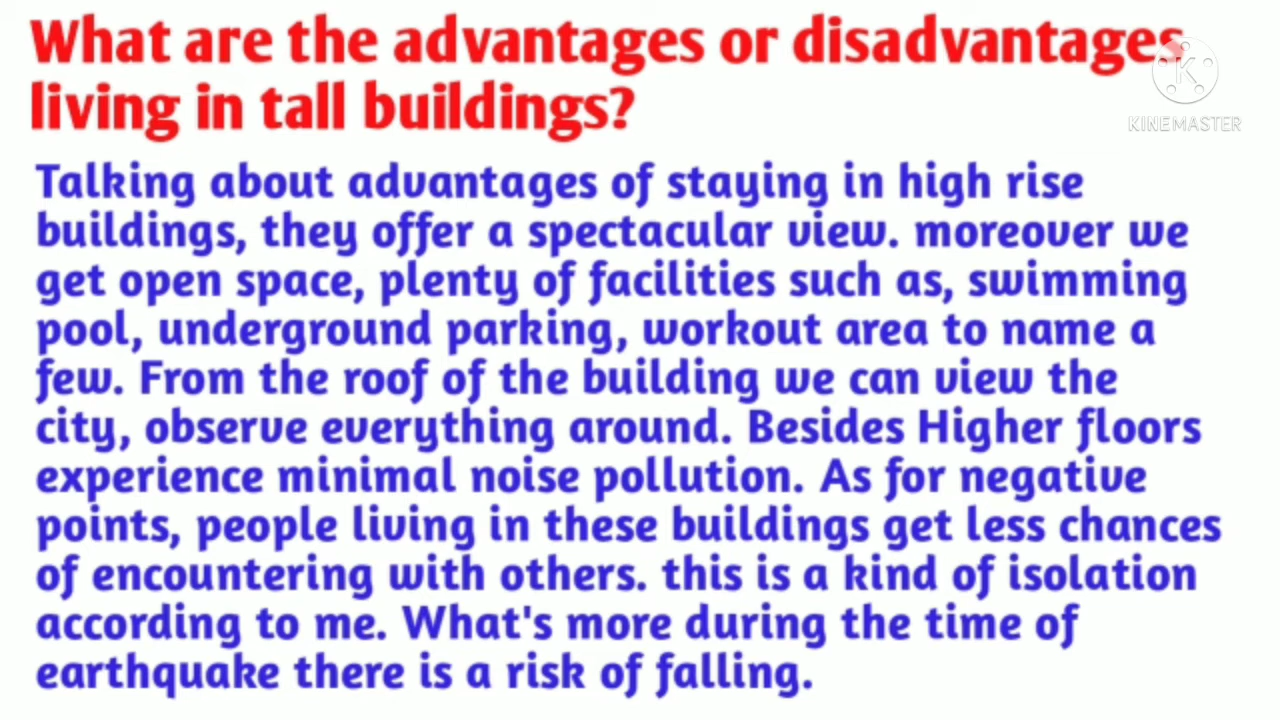 What are the advantages or disadvantages
living in tall buildings?
KINEMASTER
Talking about advantages of staying in high rise
buildings, they offer a spectacular view. moreover we
get open space, plenty of facilities such as, swimming
pool, underground parking, workout area to name a
few. From the roof of the building we can view the
city, observe everything around. Besides Higher floors
experience minimal noise pollution. As for negative
points, people living in these buildings get less chances
of encountering with others. this is a kind of isolation
according to me. What's more during the time of
earthquake there is a risk of falling.